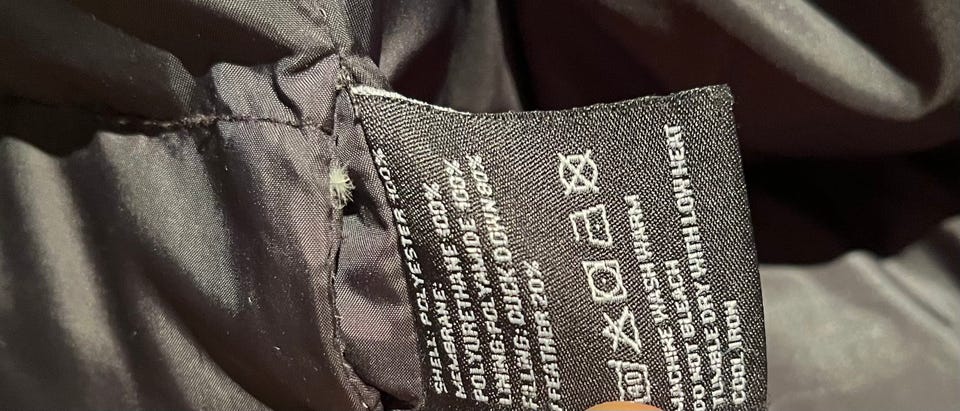 SHELL: POLYESTER 100%
MEMBRANE: 100%
POLYURETHANE 100%
LINING: POLYAMIDE 100%
FILLING: DUCK DOWN 80%
FEATHER 20%
MACHINE WASH WARM
DO NOT BLEACH
TUMBLE DRY WITH LOW HEAT
COOL IRON